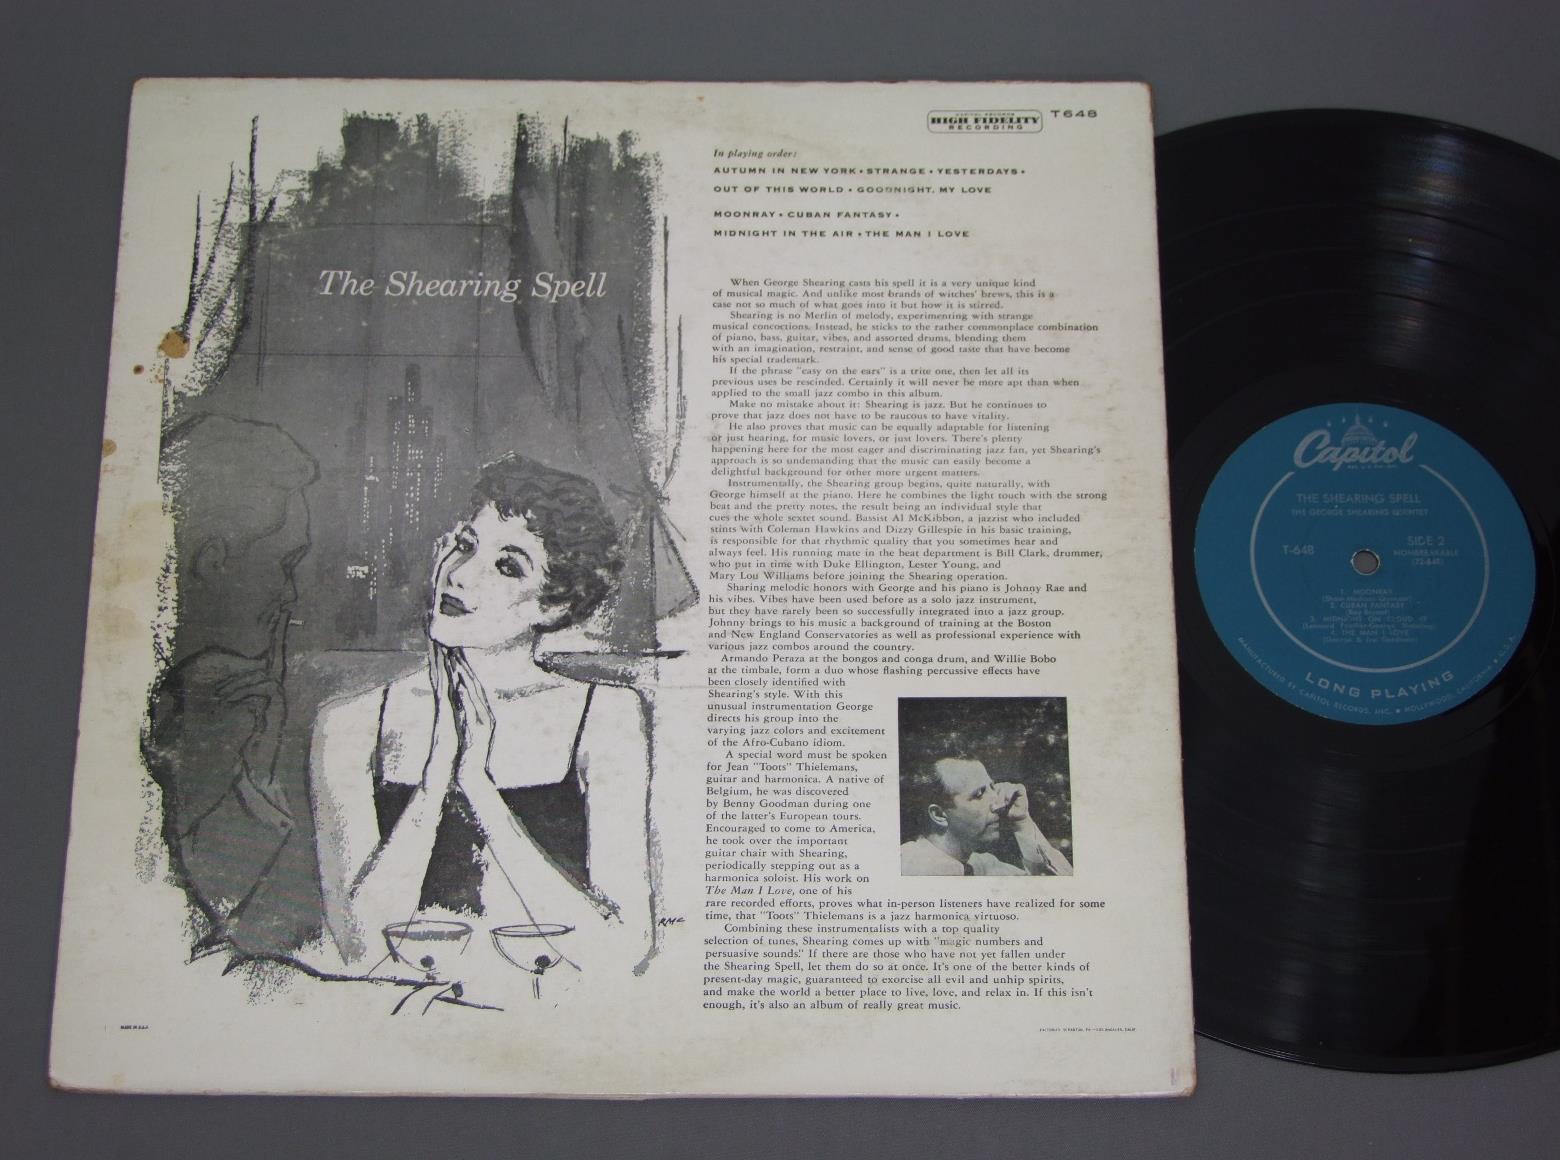 CAPITOL RECORDS
HIGH FIDELITY
RECORDING
T648
In playing order:
AUTUMN IN NEW YORK • STRANGE • YESTERDAYS •
OUT OF THIS WORLD • GOODNIGHT, MY LOVE
MOONRAY • CUBAN FANTASY •
MIDNIGHT IN THE AIR • THE MAN I LOVE
The Shearing Spell
When George Shearing casts his spell it is a very unique kind
of musical magic. And unlike most brands of witches' brews, this is a
case not so much of what goes into it but how it is stirred.
Shearing is no Merlin of melody, experimenting with strange
musical concoctions. Instead, he sticks to the rather commonplace combination
of piano, bass, guitar, vibes, and assorted drums, blending them
with an imagination, restraint, and sense of good taste that have become
his special trademark.
If the phrase "easy on the ears" is a trite one, then let all its
previous uses be rescinded. Certainly it will never be more apt than when
applied to the small jazz combo in this album.
Make no mistake about it: Shearing is jazz. But he continues to
prove that jazz does not have to be raucous to have vitality.
He also proves that music can be equally adaptable for listening
or just hearing, for music lovers, or just lovers. There's plenty
happening here for the most eager and discriminating jazz fan, yet Shearing's
approach is so undemanding that the music can easily become a
delightful background for other more urgent matters.
Instrumentally, the Shearing group begins, quite naturally, with
George himself at the piano. Here he combines the light touch with the strong
beat and the pretty notes, the result being an individual style that
cues the whole sextet sound. Bassist Al McKibbon, a jazzist who included
stints with Coleman Hawkins and Dizzy Gillespie in his basic training,
is responsible for that rhythmic quality that you sometimes hear and
always feel. His running mate in the beat department is Bill Clark, drummer,
who put in time with Duke Ellington, Lester Young, and
Mary Lou Williams before joining the Shearing operation.
Sharing melodic honors with George and his piano is Johnny Rae and
his vibes. Vibes have been used before as a solo jazz instrument,
but they have rarely been so successfully integrated into a jazz group.
Johnny brings to his music a background of training at the Boston
and New England Conservatories as well as professional experience with
various jazz combos around the country.
Armando Peraza at the bongos and conga drum, and Willie Bobo
at the timbale, form a duo whose flashing percussive effects have
been closely identified with
Shearing's style. With this
unusual instrumentation George
directs his group into the
varying jazz colors and excitement
of the Afro-Cubano idiom.
A special word must be spoken
for Jean "Toots" Thielemans,
guitar and harmonica. A native of
Belgium, he was discovered
by Benny Goodman during one
of the latter's European tours.
Encouraged to come to America,
he took over the important
guitar chair with Shearing,
periodically stepping out as a
harmonica soloist. His work on
The Man I Love, one of his
rare recorded efforts, proves what in-person listeners have realized for some
time, that "Toots" Thielemans is a jazz harmonica virtuoso.
Combining these instrumentalists with a top quality
selection of tunes, Shearing comes up with "magic numbers and
persuasive sounds." If there are those who have not yet fallen under
the Shearing Spell, let them do so at once. It's one of the better kinds of
present-day magic, guaranteed to exorcise all evil and unhip spirits,
and make the world a better place to live, love, and relax in. If this isn't
enough, it's also an album of really great music.
RMC
MADE IN U.S.A.
FACTORIES: SCRANTON, PA.—LOS ANGELES, CALIF.
Capitol
THE SHEARING SPELL
THE GEORGE SHEARING QUINTET
T-648
SIDE 2
NONBREAKABLE
(T2-648)
1. MOONRAY
2. CUBAN FANTASY
(Ray Bryant)
3. MIDNIGHT ON CLOUD 69
(Leonard Feather-George Shearing)
4. THE MAN I LOVE
(George & Ira Gershwin)
LONG PLAYING
MANUFACTURED BY CAPITOL RECORDS, INC. • HOLLYWOOD, CALIFORNIA • U.S.A.